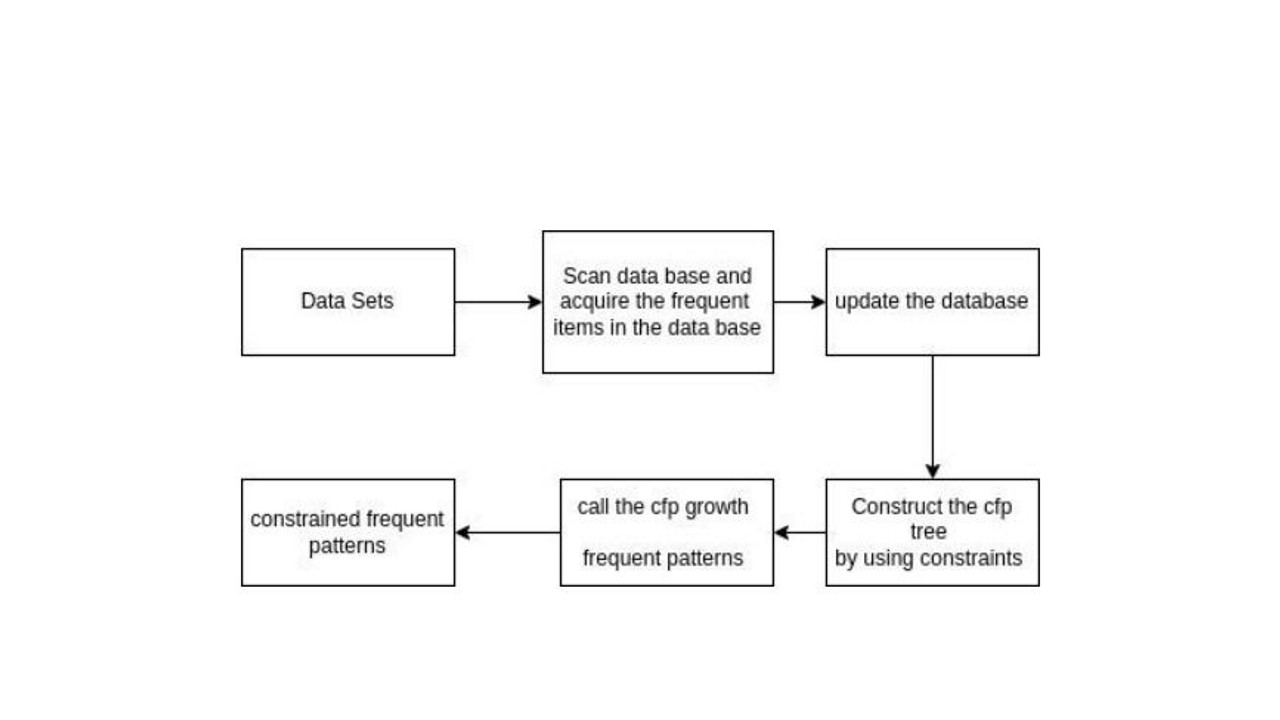 Data Sets
Scan data base and
acquire the frequent
items in the data base
update the database
Construct the cfp
tree
by using constraints
call the cfp growth
frequent patterns
constrained frequent
patterns